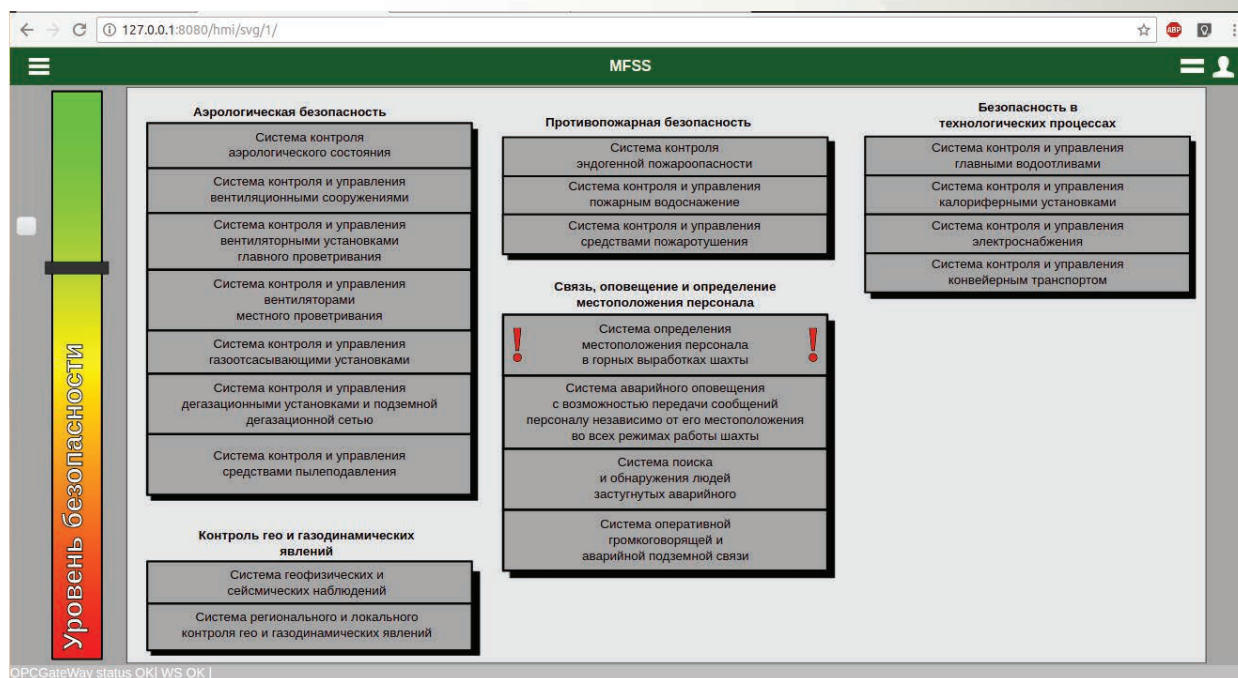 127.0.0.1:8080/hmi/svg/1/
ABP
MFSS
Уровень безопасности
Аэрологическая безопасность
Система контроля
аэрологического состояния
Система контроля и управления
вентиляционными сооружениями
Система контроля и управления
вентиляторными установками
главного проветривания
Система контроля и управления
вентиляторами
местного проветривания
Система контроля и управления
газоотсасывающими установками
Система контроля и управления
дегазационными установками и подземной
дегазационной сетью
Система контроля и управления
средствами пылеподавления
Контроль гео и газодинамических
явлений
Система геофизических и
сейсмических наблюдений
Система регионального и локального
контроля гео и газодинамических явлений
Противопожарная безопасность
Система контроля
эндогенной пожароопасности
Система контроля и управления
пожарным водоснажение
Система контроля и управления
средствами пожаротушения
Связь, оповещение и определение
местоположения персонала
! Система определения !
местоположения персонала
в горных выработках шахты
Система аварийного оповещения
с возможностью передачи сообщений
персоналу независимо от его местоположения
во всех режимах работы шахты
Система поиска
и обнаружения людей
застугнутых аварийного
Система оперативной
громкоговорящей и
аварийной подземной связи
Безопасность в
технологических процессах
Система контроля и управления
главными водоотливами
Система контроля и управления
калориферными установками
Система контроля и управления
электроснабжения
Система контроля и управления
конвейерным транспортом
OPCGateWay status OK| WS OK |